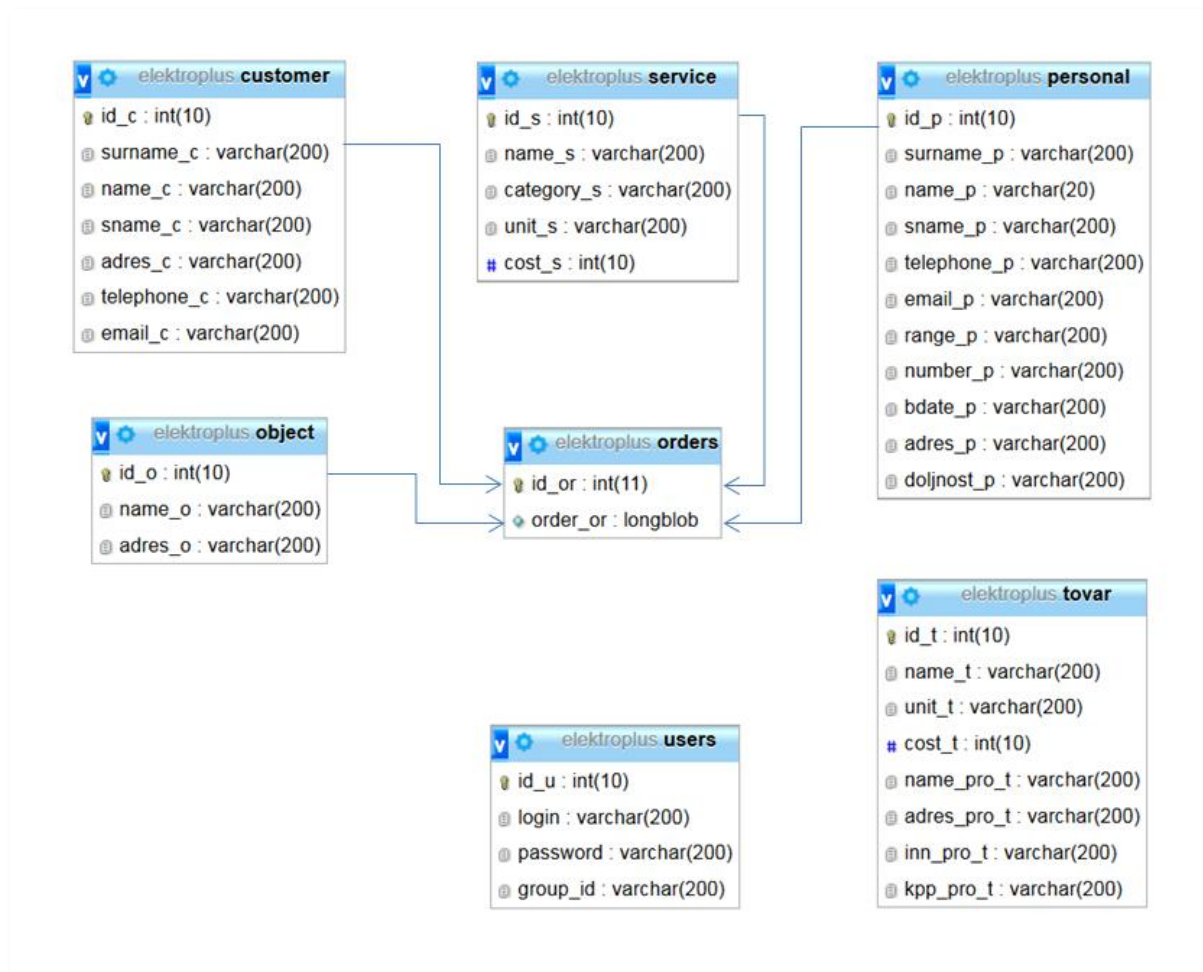 elektroplus customer
id_c : int(10)
surname_c : varchar(200)
name_c : varchar(200)
sname_c : varchar(200)
adres_c : varchar(200)
telephone_c : varchar(200)
email_c : varchar(200)
elektroplus service
id_s : int(10)
name_s : varchar(200)
category_s : varchar(200)
unit_s : varchar(200)
# cost_s : int(10)
elektroplus personal
id_p : int(10)
surname_p : varchar(200)
name_p : varchar(20)
sname_p : varchar(200)
telephone_p : varchar(200)
email_p : varchar(200)
range_p : varchar(200)
number_p : varchar(200)
bdate_p : varchar(200)
adres_p : varchar(200)
doljnost_p : varchar(200)
elektroplus object
id_o : int(10)
name_o : varchar(200)
adres_o : varchar(200)
elektroplus orders
id_or : int(11)
order_or : longblob
elektroplus tovar
id_t : int(10)
name_t : varchar(200)
unit_t : varchar(200)
# cost_t : int(10)
name_pro_t : varchar(200)
adres_pro_t : varchar(200)
inn_pro_t : varchar(200)
kpp_pro_t : varchar(200)
elektroplus users
id_u : int(10)
login : varchar(200)
password : varchar(200)
group_id : varchar(200)